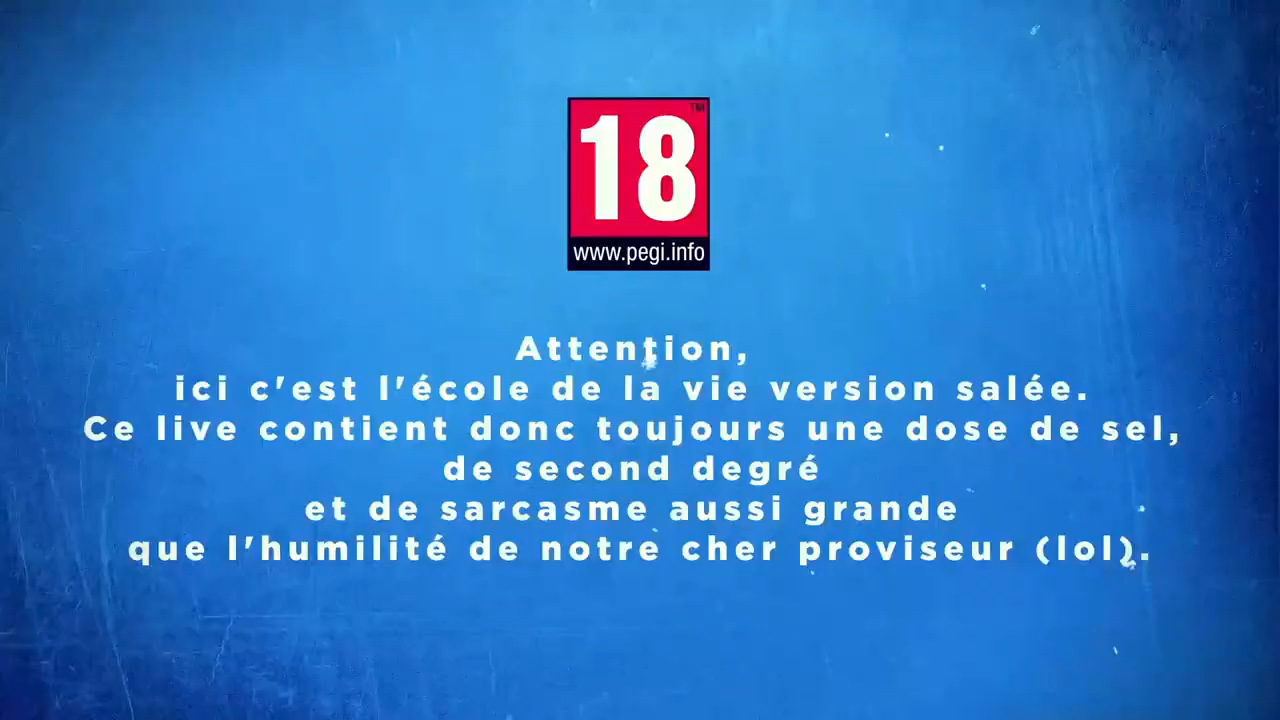 TM
18
www.pegi.info
Attention,
ici c'est l'école de la vie version salée.
Ce live contient donc toujours une dose de sel,
de second degré
et de sarcasme aussi grande
que l'humilité de notre cher proviseur (lol).